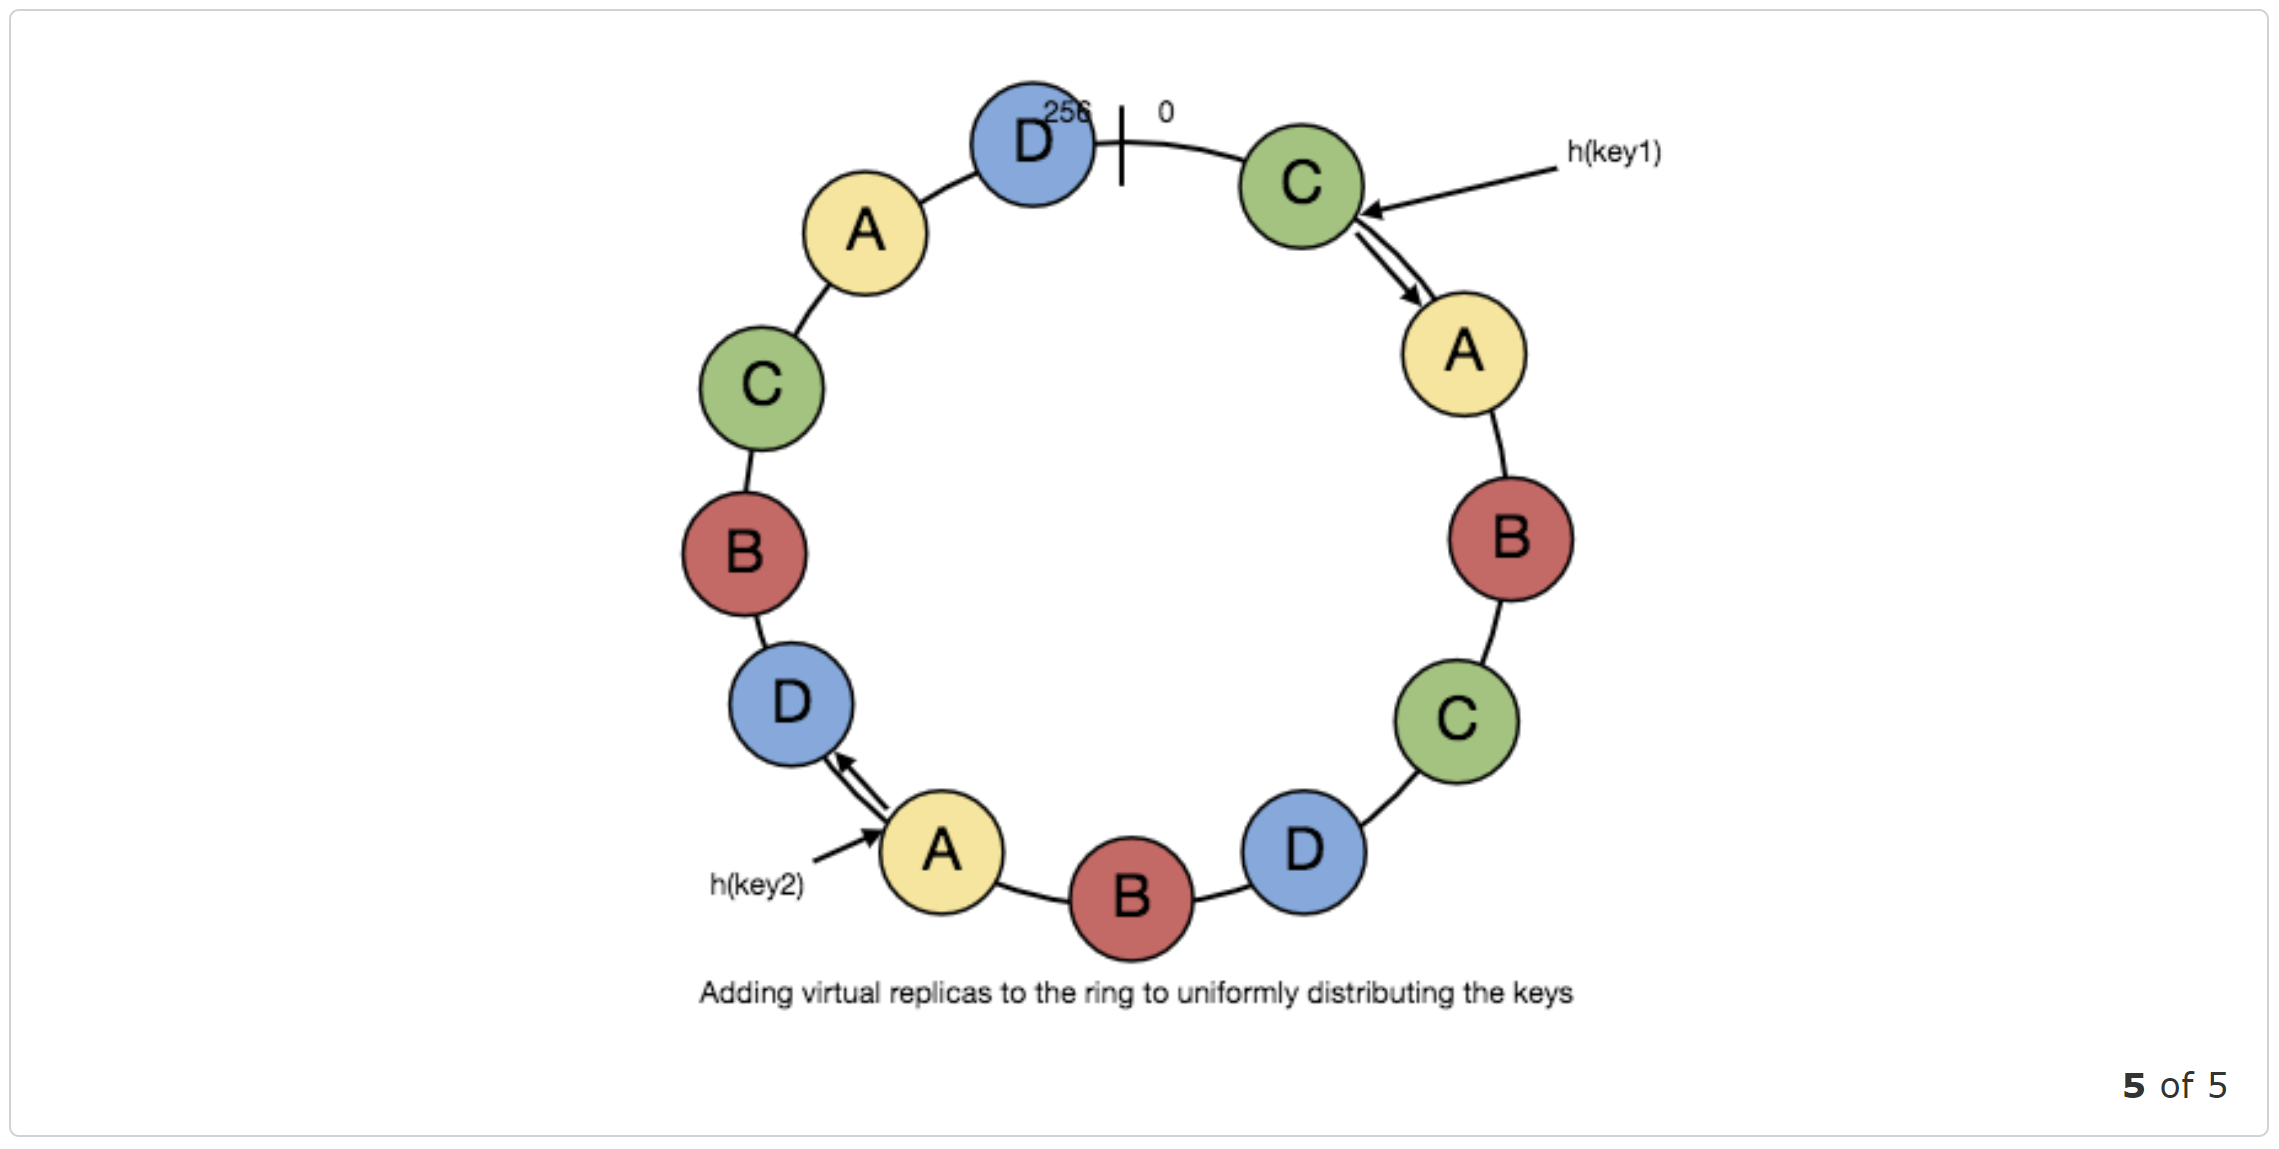 256
0
D
C
h(key1)
A
A
C
B
B
D
C
h(key2)
A
D
B
Adding virtual replicas to the ring to uniformly distributing the keys
5 of 5